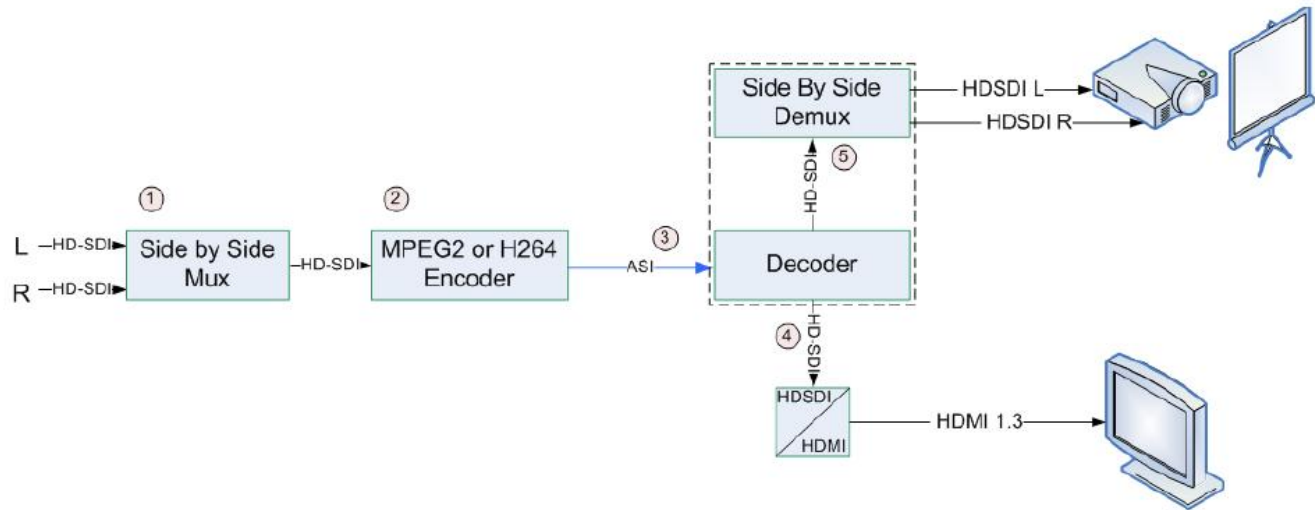 Side By Side
Demux
HDSDI L
HDSDI R
5
HD-SDI
1
2
3
L
HD-SDI
R
HD-SDI
Side by Side
Mux
HD-SDI
MPEG2 or H264
Encoder
ASI
Decoder
4
HD-SDI
HDSDI
HDMI
HDMI 1.3